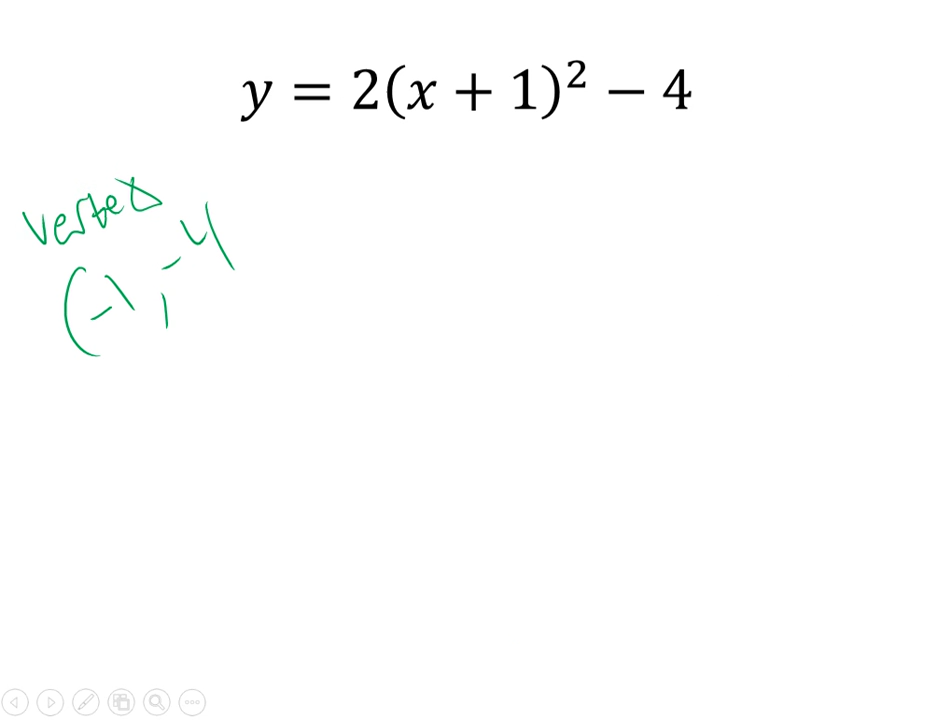 y = 2(x + 1)² − 4
vertex
(-1, -4